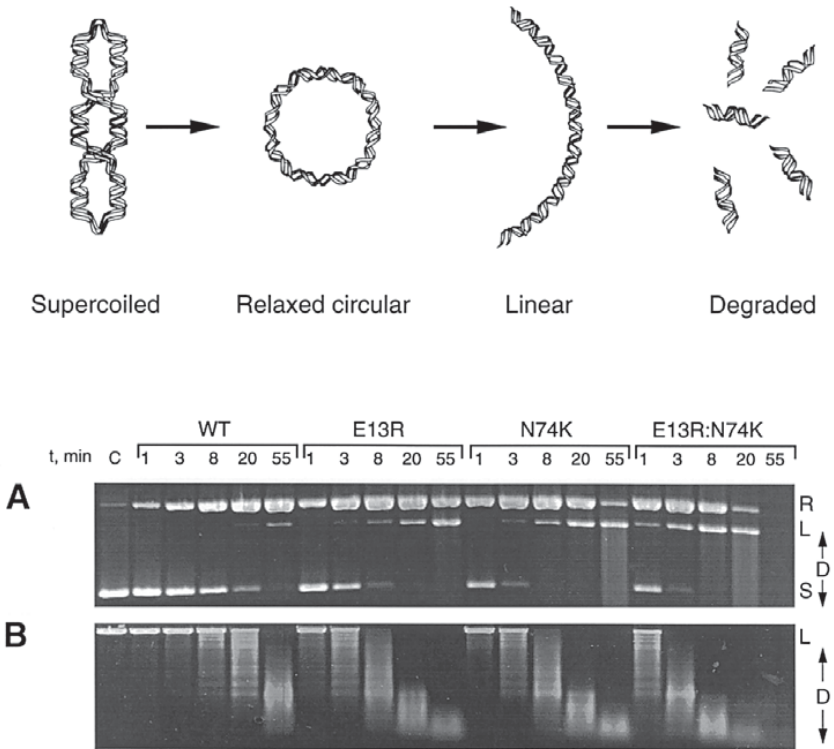 Supercoiled Relaxed circular Linear Degraded
WT E13R N74K E13R:N74K
t, min C 1 3 8 20 55 1 3 8 20 55 1 3 8 20 55 1 3 8 20 55
A
R
L
D
S
B
L
D